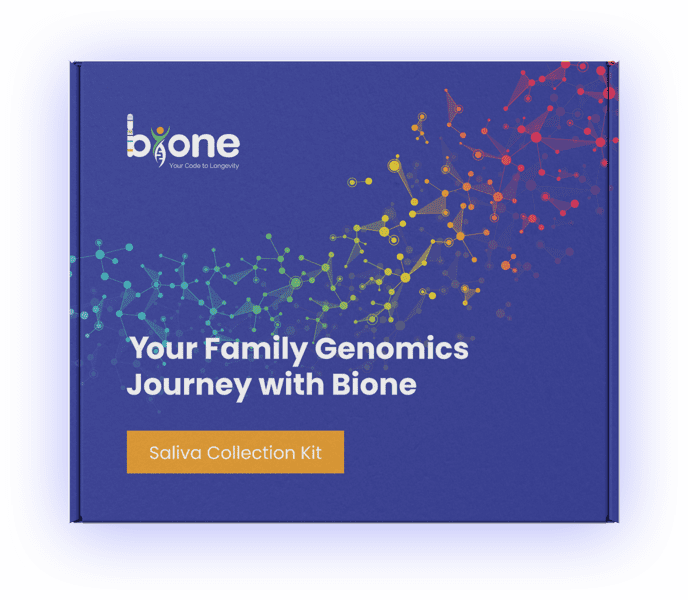 bione
Your Code to Longevity
Your Family Genomics
Journey with Bione
Saliva Collection Kit